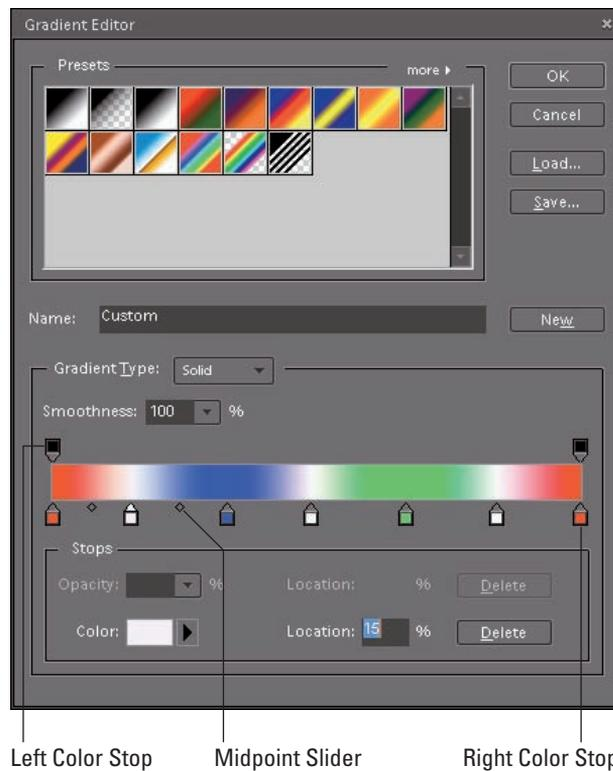 Gradient Editor
Presets
more
OK
Cancel
Load...
Save...
Name: Custom
New
Gradient Type: Solid
Smoothness: 100 %
Stops
Opacity: % Location: % Delete
Color: Location: 15 % Delete
Left Color Stop Midpoint Slider Right Color Stop